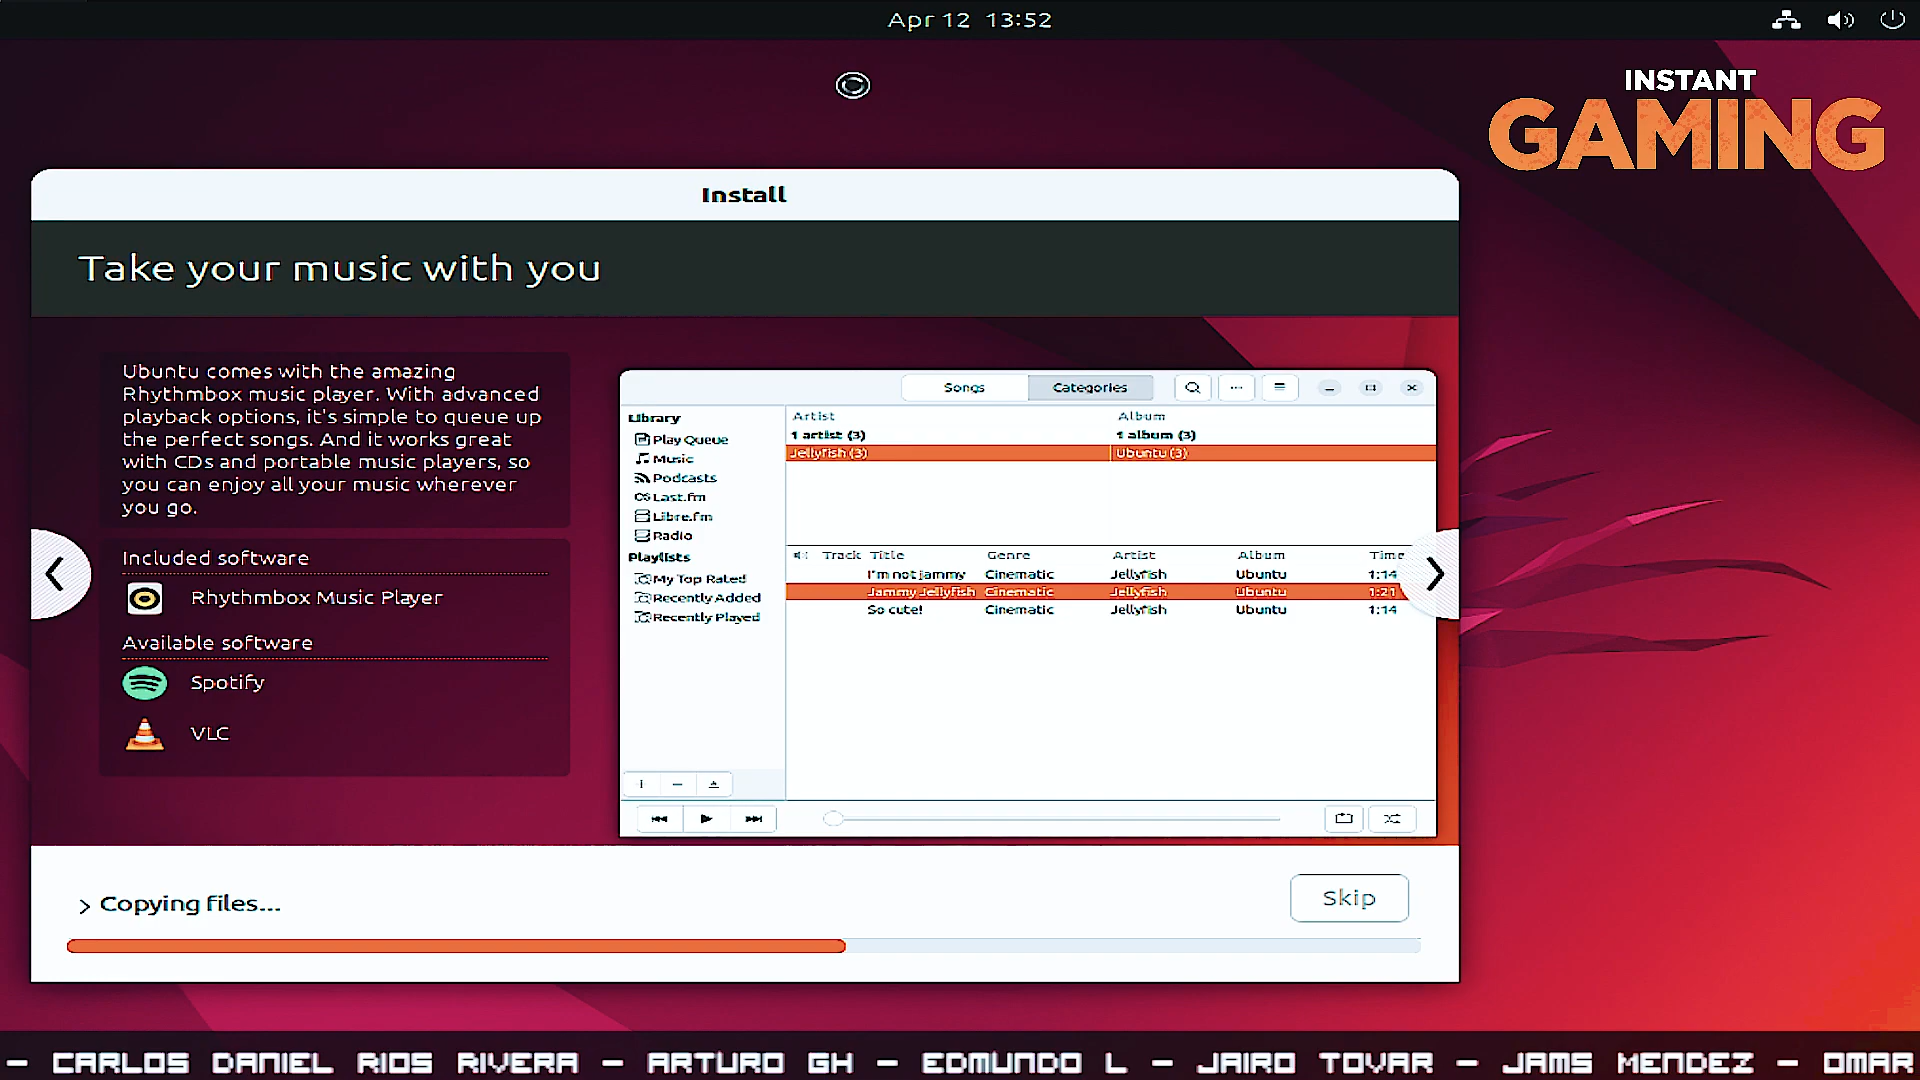 Apr 12 13:52
INSTANT
GAMING
Install
Take your music with you
Ubuntu comes with the amazing
Rhythmbox music player. With advanced
playback options, it's simple to queue up
the perfect songs. And it works great
with CDs and portable music players, so
you can enjoy all your music wherever
you go.
Included software
Rhythmbox Music Player
Available software
Spotify
VLC
Songs Categories
Library
Play Queue
Music
Podcasts
Last.fm
Libre.fm
Radio
Playlists
My Top Rated
Recently Added
Recently Played
Artist Album
1 artist (3) 1 album (3)
Jellyfish (3) Ubuntu (3)
Track Title Genre Artist Album Time
I'm not jammy Cinematic Jellyfish Ubuntu 1:14
Jammy Jellyfish Cinematic Jellyfish Ubuntu 1:21
So cute! Cinematic Jellyfish Ubuntu 1:14
> Copying files...
Skip
- CARLOS DANIEL RIOS RIVERA - ARTURO GH - EDMUNDO L - JAIRO TOVAR - JAMS MENDEZ - OMAR